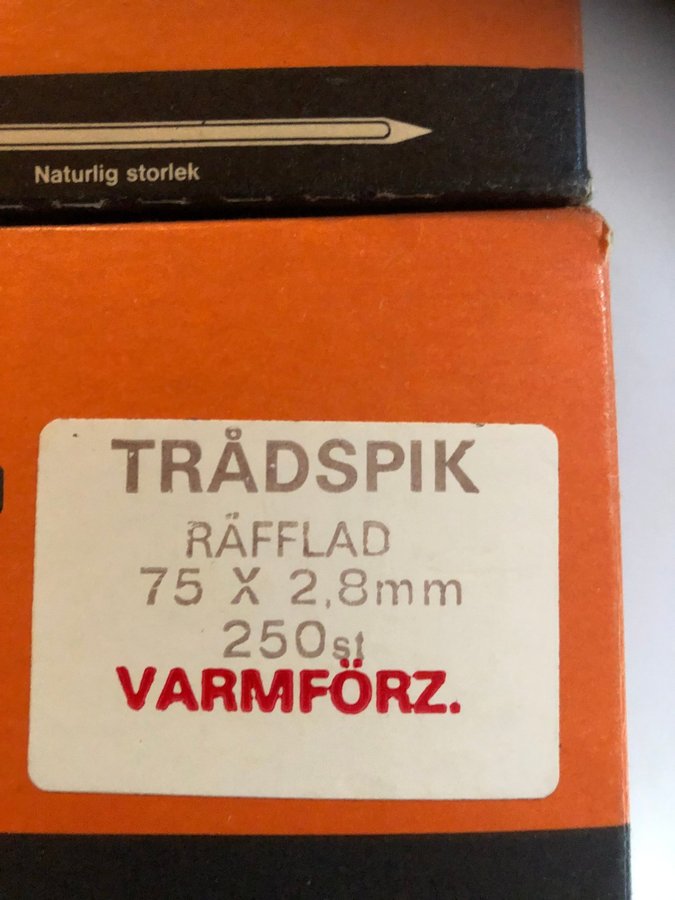 Naturlig storlek
TRÅDSPIK
RÄFFLAD
75 X 2,8mm
250st
VARMFÖRZ.